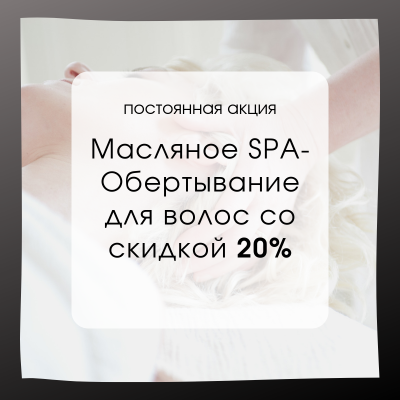 постоянная акция
Масляное SPA-
Обертывание
для волос со
скидкой 20%